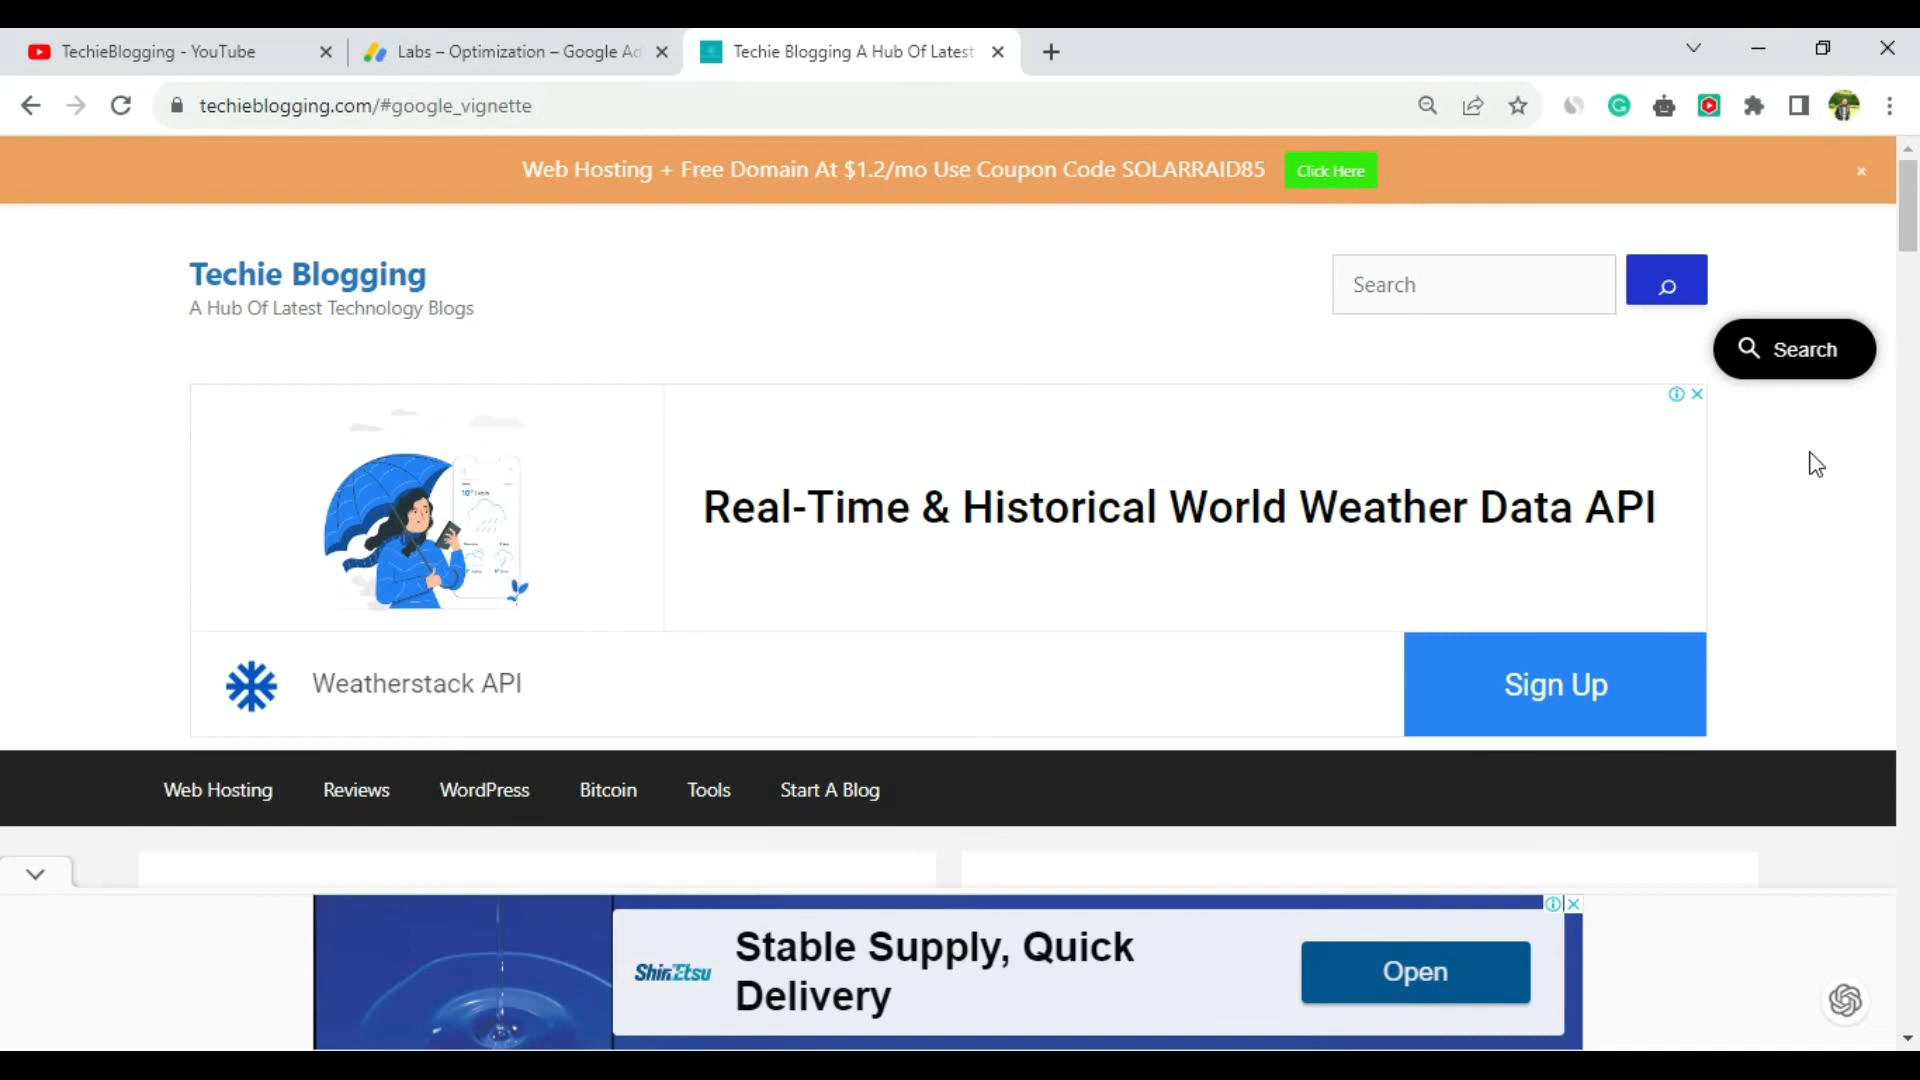 TechieBlogging - YouTube
Labs – Optimization – Google Ad
Techie Blogging A Hub Of Latest
techieblogging.com/#google_vignette
Web Hosting + Free Domain At $1.2/mo Use Coupon Code SOLARRAID85
Click Here
Techie Blogging
A Hub Of Latest Technology Blogs
Search
Search
Real-Time & Historical World Weather Data API
Weatherstack API
Sign Up
Web Hosting
Reviews
WordPress
Bitcoin
Tools
Start A Blog
ShinEtsu
Stable Supply, Quick
Delivery
Open